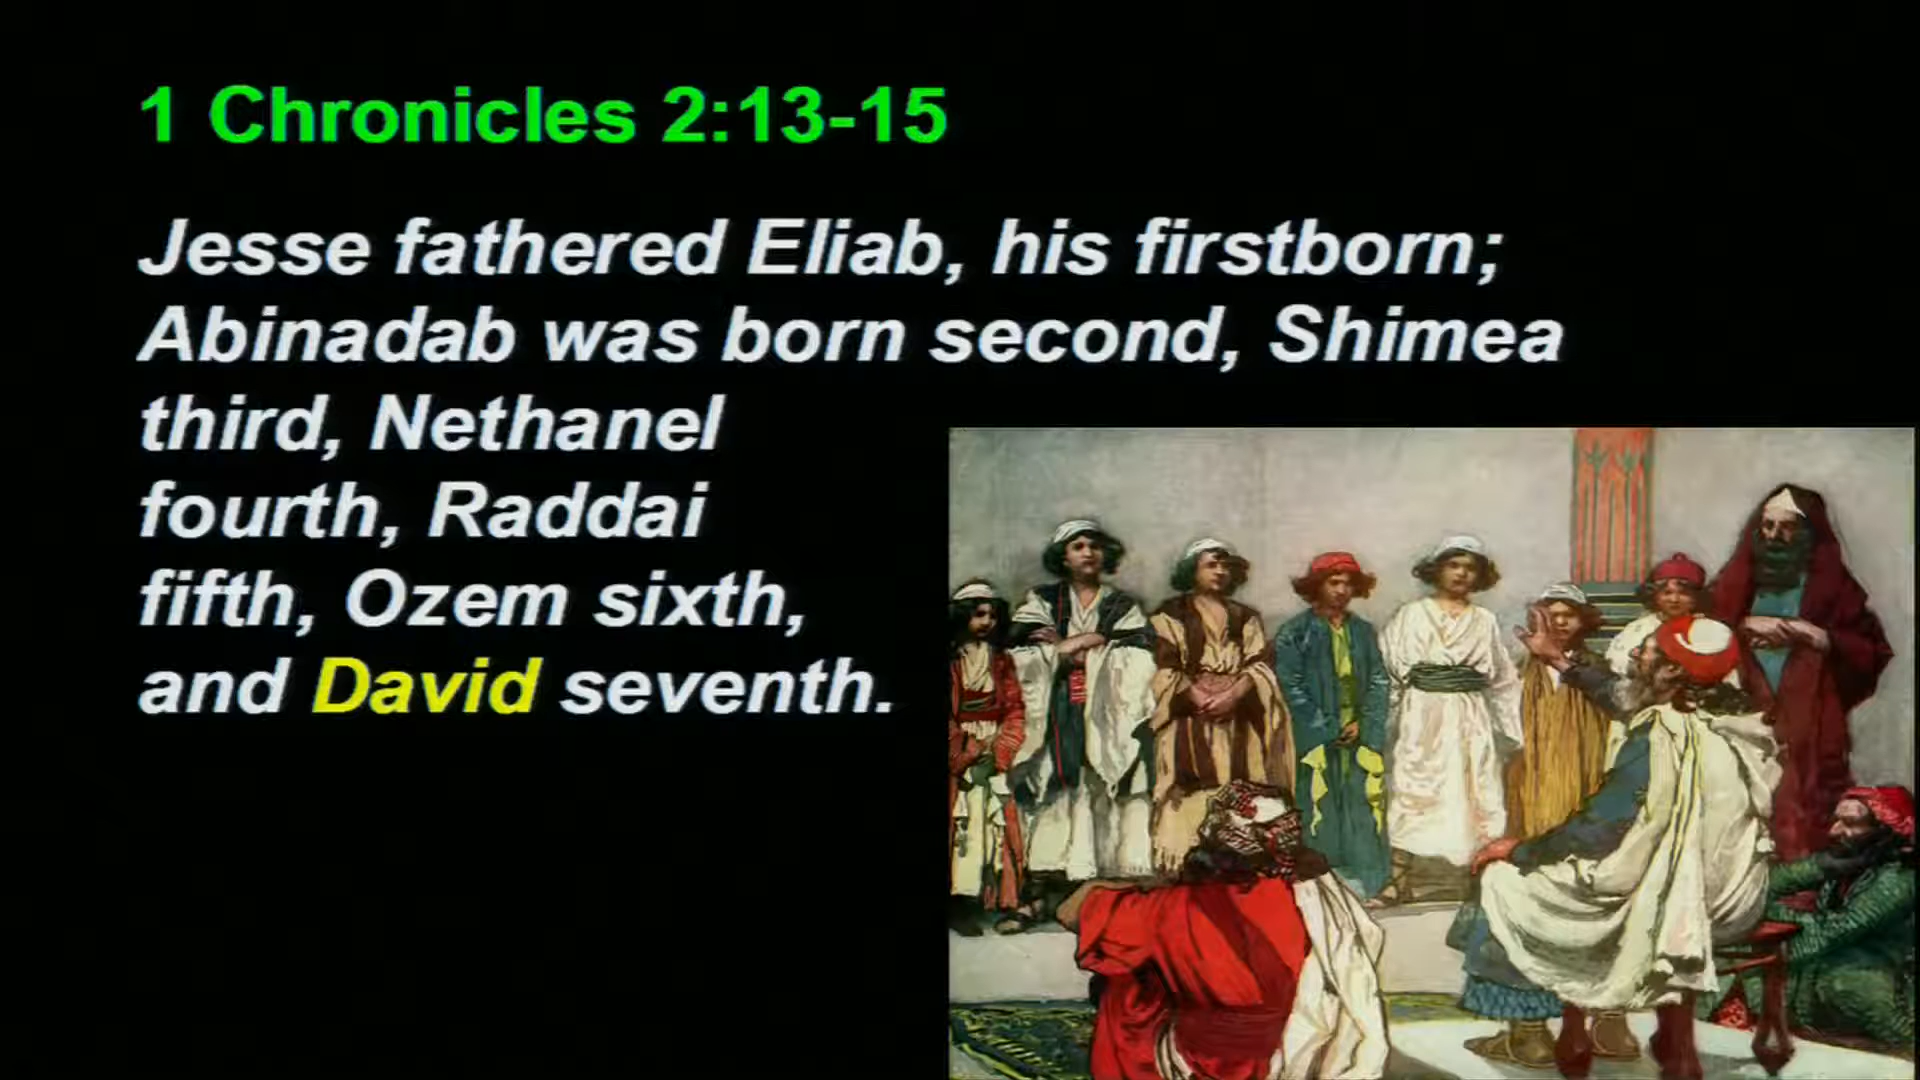 1 Chronicles 2:13-15
Jesse fathered Eliab, his firstborn;
Abinadab was born second, Shimea
third, Nethanel
fourth, Raddai
fifth, Ozem sixth,
and David seventh.